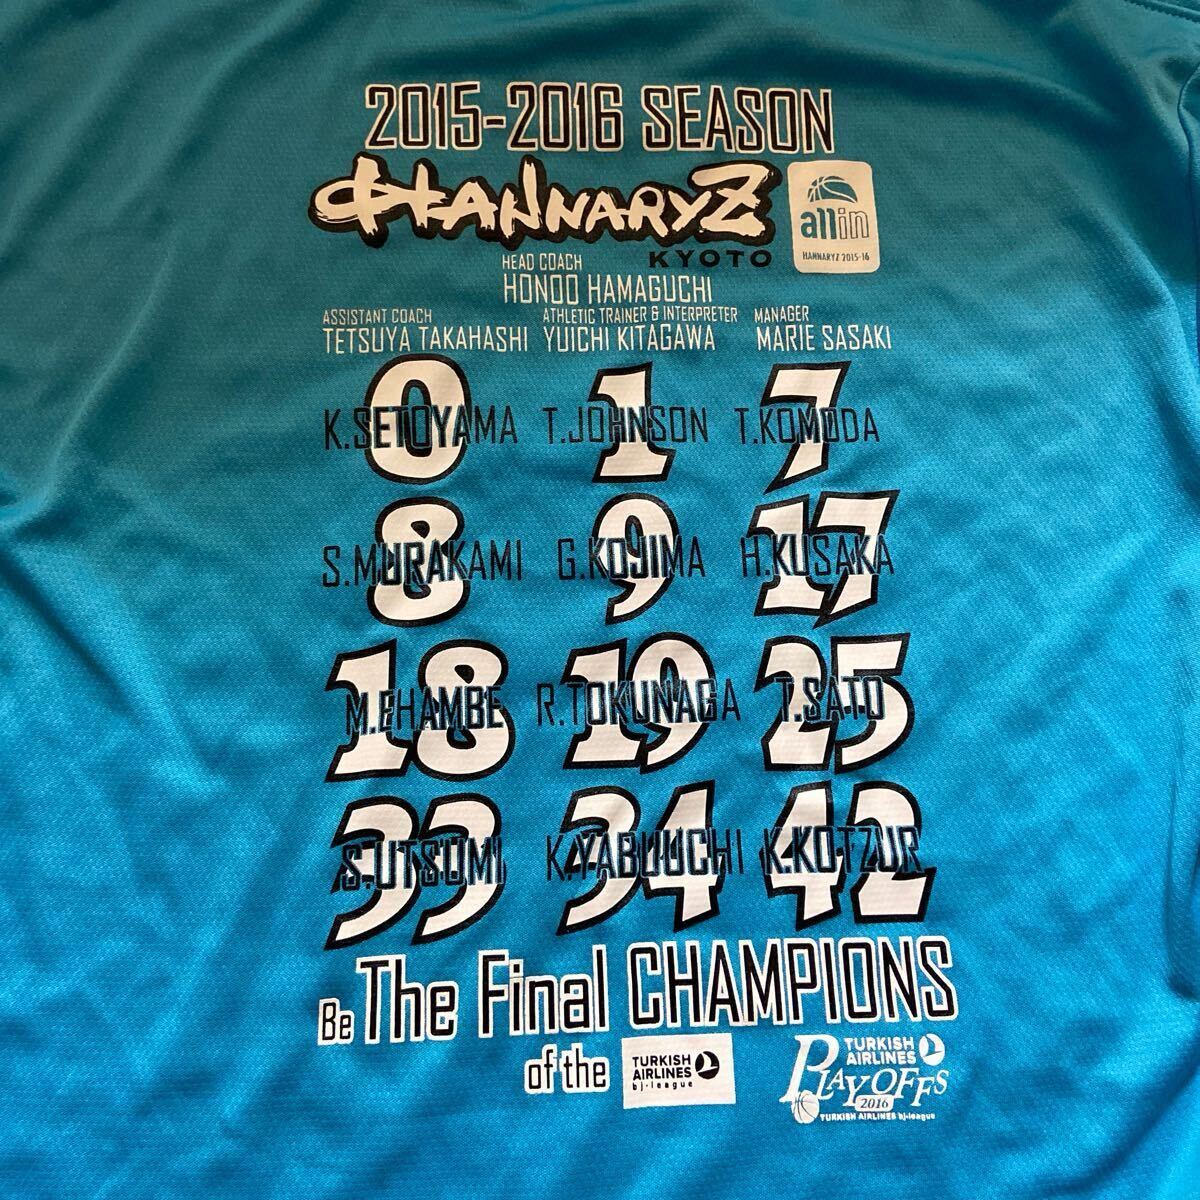 2015-2016 SEASON
HANNARYZ
KYOTO
allin
HANNARYZ 2015-16
HEAD COACH
HONOO HAMAGUCHI
ASSISTANT COACH
TETSUYA TAKAHASHI
ATHLETIC TRAINER & INTERPRETER
YUICHI KITAGAWA
MANAGER
MARIE SASAKI
0 1 7
K.SETOYAMA T.JOHNSON T.KOMODA
8 9 17
S.MURAKAMI G.KOJIMA H.KUSAKA
18 19 25
M.EHAMBE R.TOKUNAGA T.SATO
33 34 42
S.UTSUMI K.YABUUCHI K.KOTZUR
Be The Final CHAMPIONS
of the
TURKISH
AIRLINES
bj-league
TURKISH
AIRLINES
PLAYOFFS
2016
TURKISH AIRLINES bj-league